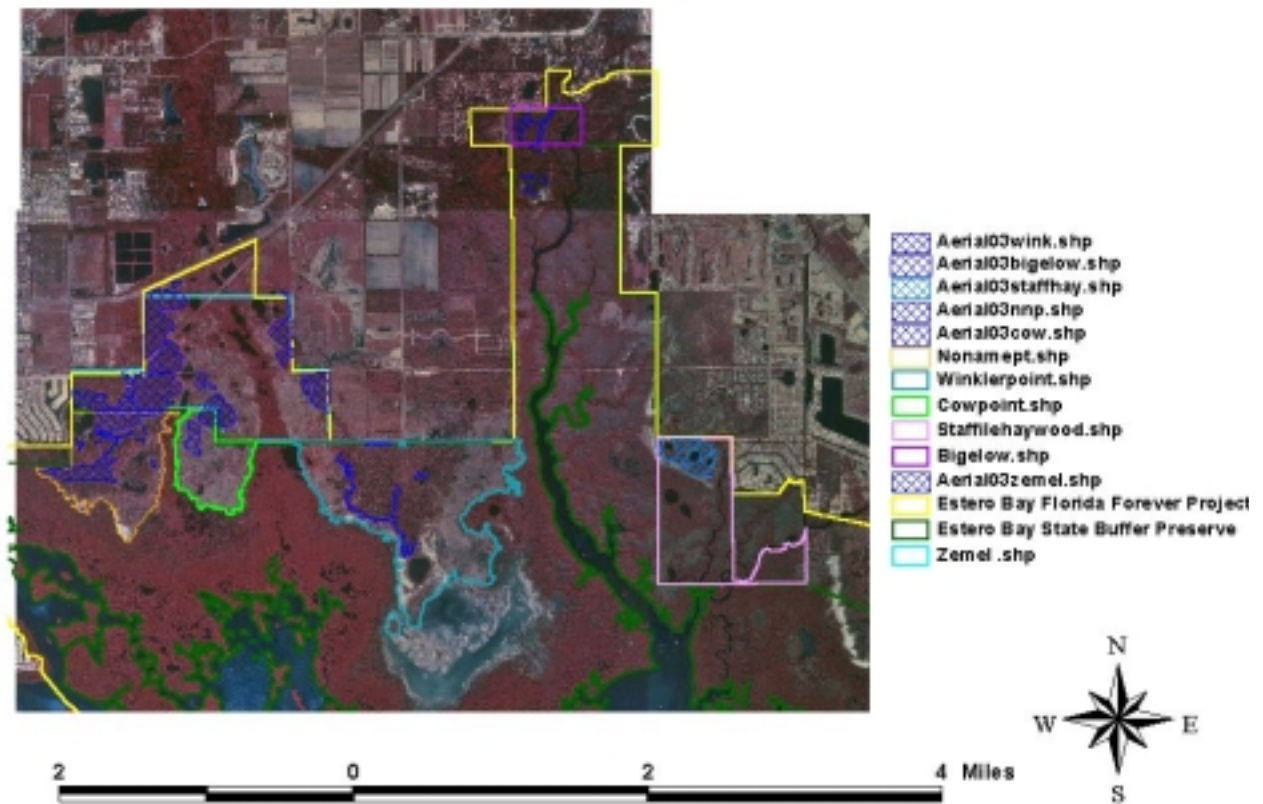 Aerial03wink.shp
Aerial03bigelow.shp
Aerial03staffhay.shp
Aerial03nnp.shp
Aerial03cow.shp
Nonamept.shp
Winklerpoint.shp
Cowpoint.shp
Staffilehaywood.shp
Bigelow.shp
Aerial03zemel.shp
Estero Bay Florida Forever Project
Estero Bay State Buffer Preserve
Zemel .shp
N
W E
S
2 0 2 4 Miles